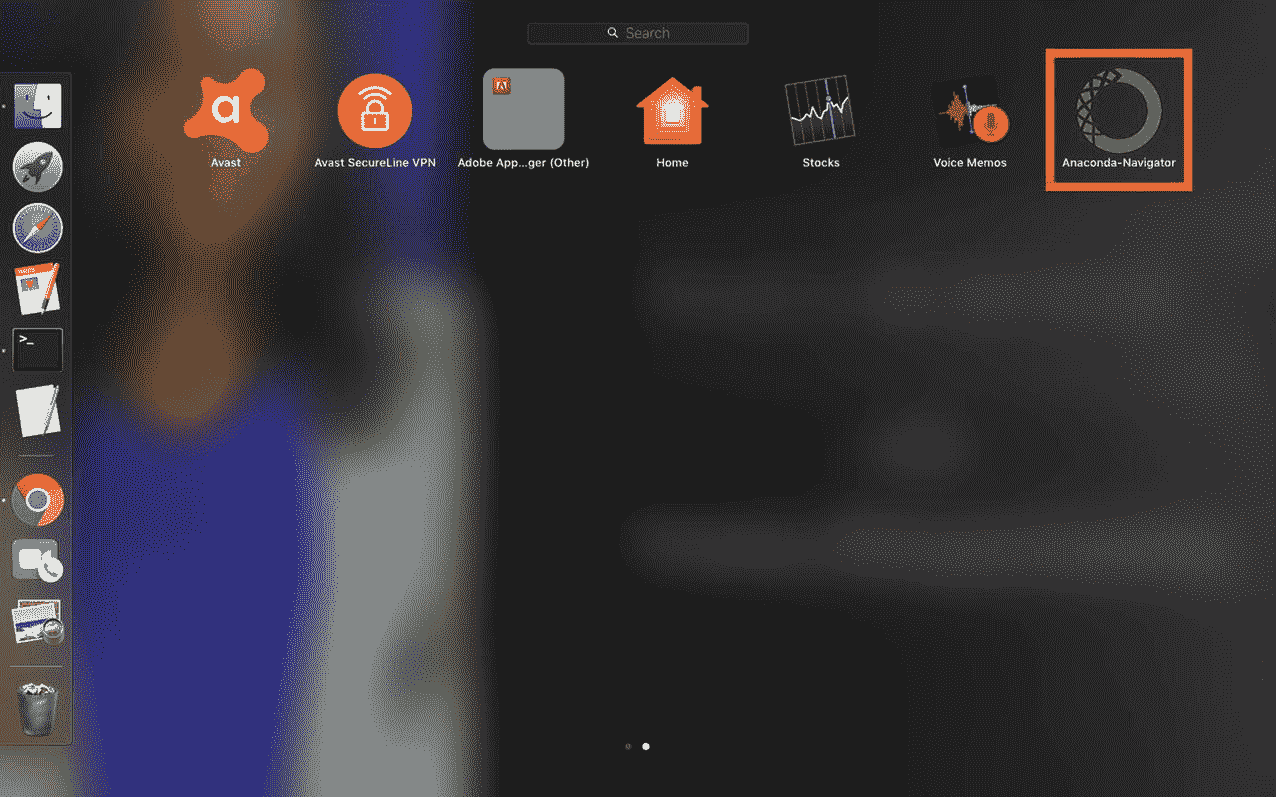 Search
a
Avast
Avast SecureLine VPN
Adobe App...ger (Other)
Home
Stocks
Voice Memos
Anaconda-Navigator
>_